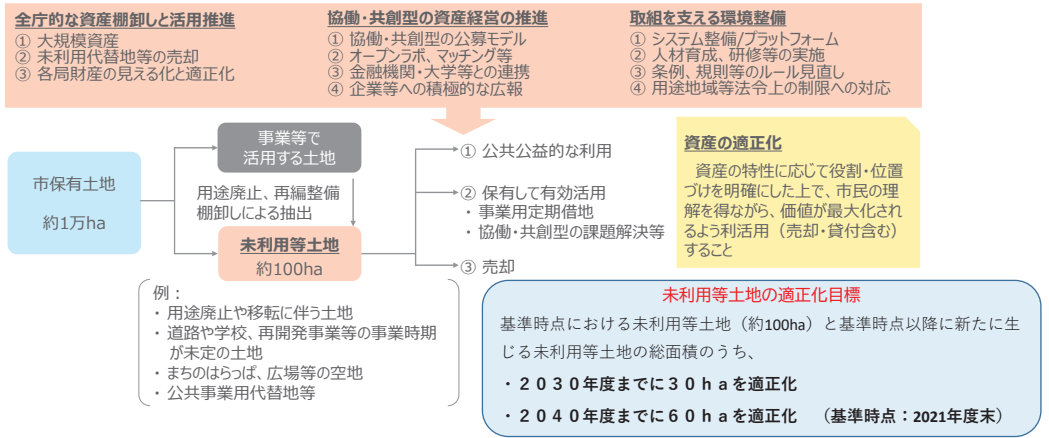 全庁的な資産棚卸しと活用推進
① 大規模資産
② 未利用代替地等の売却
③ 各局財産の見える化と適正化
協働・共創型の資産経営の推進
① 協働・共創型の公募モデル
② オープンラボ、マッチング等
③ 金融機関・大学等との連携
④ 企業等への積極的な広報
取組を支える環境整備
① システム整備/プラットフォーム
② 人材育成、研修等の実施
③ 条例、規則等のルール見直し
④ 用途地域等法令上の制限への対応
市保有土地
約1万ha
事業等で
活用する土地
用途廃止、再編整備
棚卸しによる抽出
未利用等土地
約100ha
① 公共公益的な利用
② 保有して有効活用
・事業用定期借地
・協働・共創型の課題解決等
③ 売却
資産の適正化
資産の特性に応じて役割・位置
づけを明確にした上で、市民の理
解を得ながら、価値が最大化され
るよう利活用（売却・貸付含む）
すること
例：
・用途廃止や移転に伴う土地
・道路や学校、再開発事業等の事業時期
が未定の土地
・まちのはらっぱ、広場等の空地
・公共事業用代替地等
未利用等土地の適正化目標
基準時点における未利用等土地（約100ha）と基準時点以降に新たに生
じる未利用等土地の総面積のうち、
・２０３０年度までに３０ｈａを適正化
・２０４０年度までに６０ｈａを適正化　（基準時点：2021年度末）